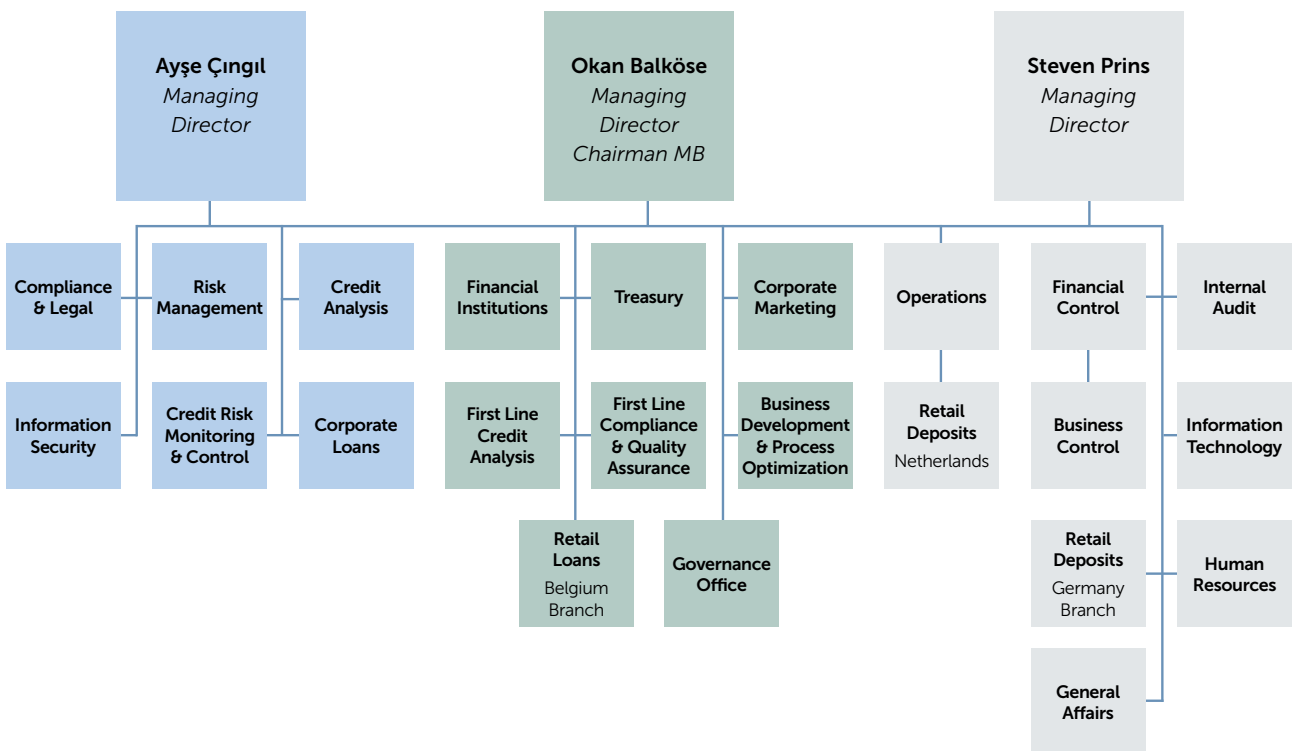 Ayşe Çıngıl
Managing
Director
Okan Balköse
Managing
Director
Chairman MB
Steven Prins
Managing
Director
Compliance
& Legal
Risk
Management
Credit
Analysis
Financial
Institutions
Treasury
Corporate
Marketing
Operations
Financial
Control
Internal
Audit
Information
Security
Credit Risk
Monitoring
& Control
Corporate
Loans
First Line
Credit
Analysis
First Line
Compliance
& Quality
Assurance
Business
Development
& Process
Optimization
Retail
Deposits
Netherlands
Business
Control
Information
Technology
Retail
Loans
Belgium
Branch
Governance
Office
Retail
Deposits
Germany
Branch
Human
Resources
General
Affairs